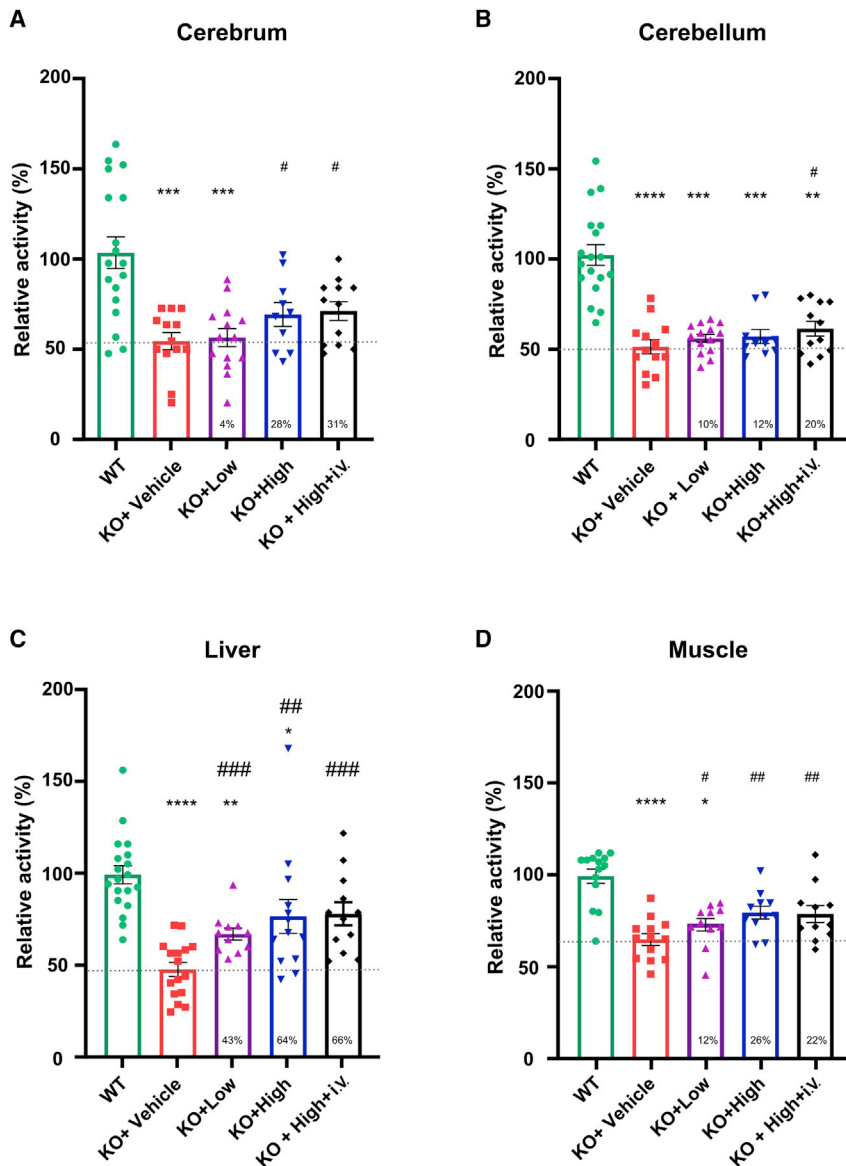 A
Cerebrum
Relative activity (%)
200
150
100
50
0
***
***
#
#
4%
28%
31%
WT
KO+ Vehicle
KO+Low
KO+High
KO + High+i.v.
B
Cerebellum
Relative activity (%)
200
150
100
50
0
#
****
***
***
**
10%
12%
20%
WT
KO+ Vehicle
KO + Low
KO+High
KO+High+i.v.
C
Liver
Relative activity (%)
200
150
100
50
0
##
*
###
###
****
**
43%
64%
66%
WT
KO+ Vehicle
KO+Low
KO+High
KO + High+i.v.
D
Muscle
Relative activity (%)
200
150
100
50
0
#
##
##
****
*
12%
26%
22%
WT
KO+ Vehicle
KO+Low
KO+High
KO + High+i.v.